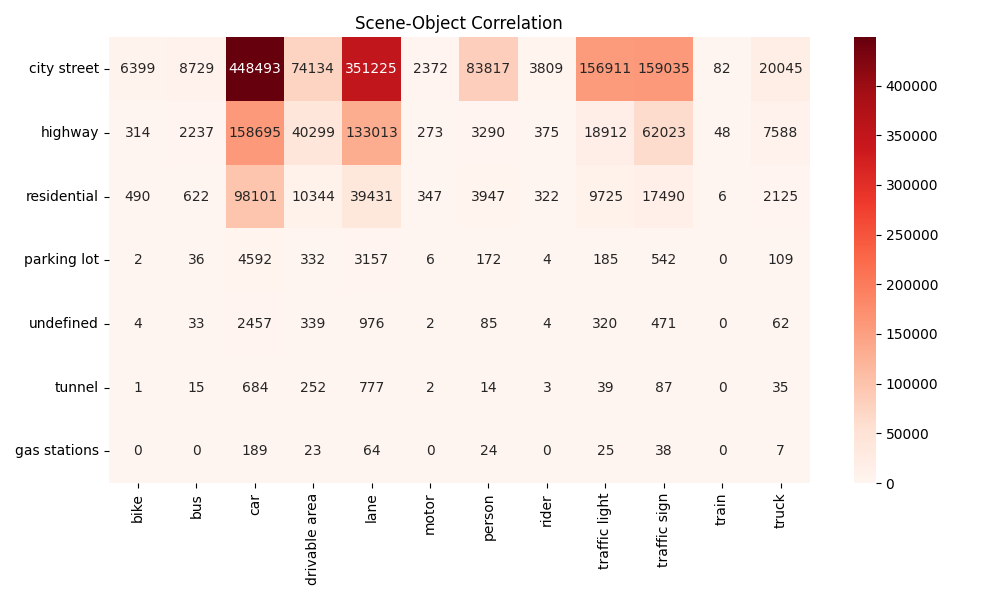 Scene-Object Correlation
city street 6399 8729 448493 74134 351225 2372 83817 3809 156911 159035 82 20045
highway 314 2237 158695 40299 133013 273 3290 375 18912 62023 48 7588
residential 490 622 98101 10344 39431 347 3947 322 9725 17490 6 2125
parking lot 2 36 4592 332 3157 6 172 4 185 542 0 109
undefined 4 33 2457 339 976 2 85 4 320 471 0 62
tunnel 1 15 684 252 777 2 14 3 39 87 0 35
gas stations 0 0 189 23 64 0 24 0 25 38 0 7
bike bus car drivable area lane motor person rider traffic light traffic sign train truck
400000
350000
300000
250000
200000
150000
100000
50000
0